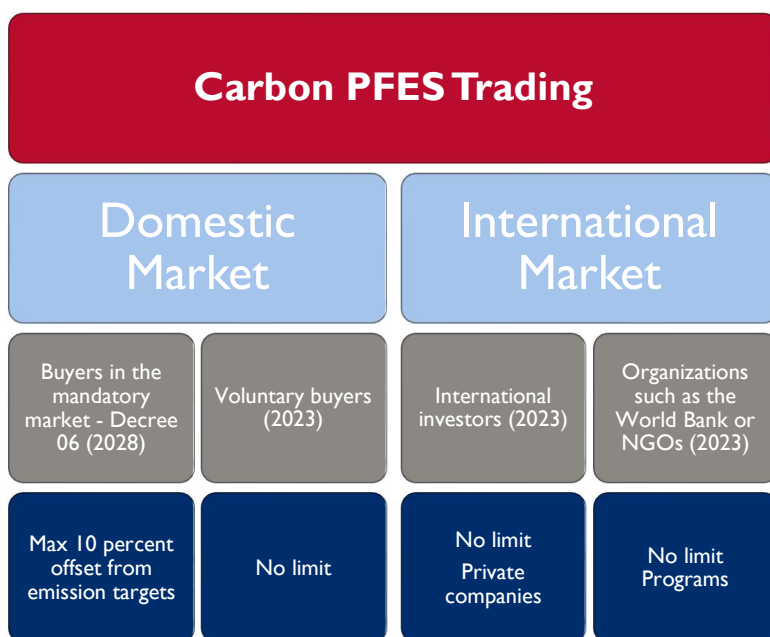 Carbon PFES Trading
Domestic
Market
International
Market
Buyers in the
mandatory
market - Decree
06 (2028)
Voluntary buyers
(2023)
International
investors (2023)
Organizations
such as the
World Bank or
NGOs (2023)
Max 10 percent
offset from
emission targets
No limit
No limit
Private
companies
No limit
Programs